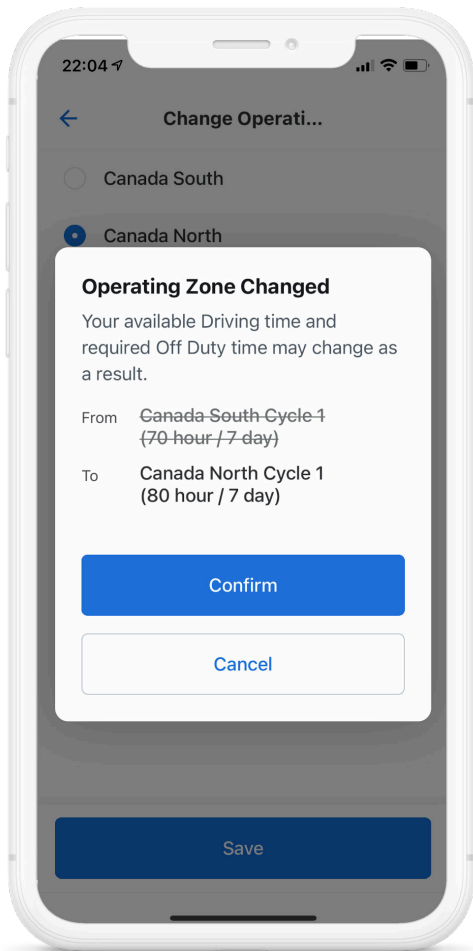 22:04
Change Operati...
Canada South
Canada North
Operating Zone Changed
Your available Driving time and
required Off Duty time may change as
a result.
From Canada South Cycle 1
(70 hour / 7 day)
To Canada North Cycle 1
(80 hour / 7 day)
Confirm
Cancel
Save